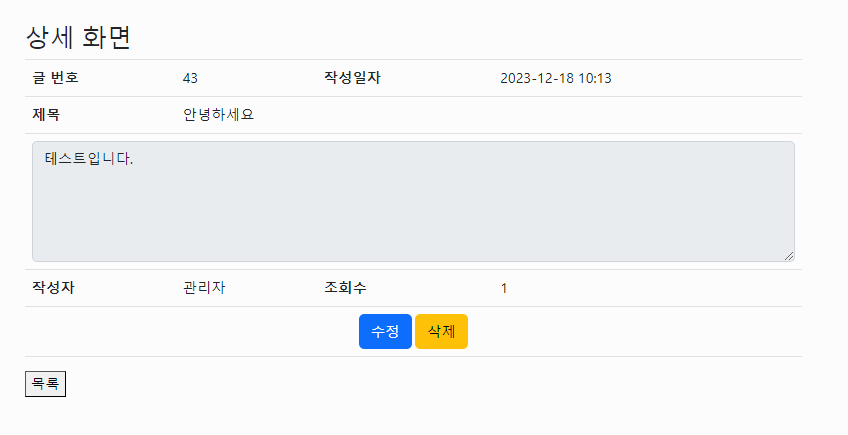 상세 화면
글 번호 43 작성일자 2023-12-18 10:13
제목 안녕하세요
테스트입니다.
작성자 관리자 조회수 1
수정 삭제
목록